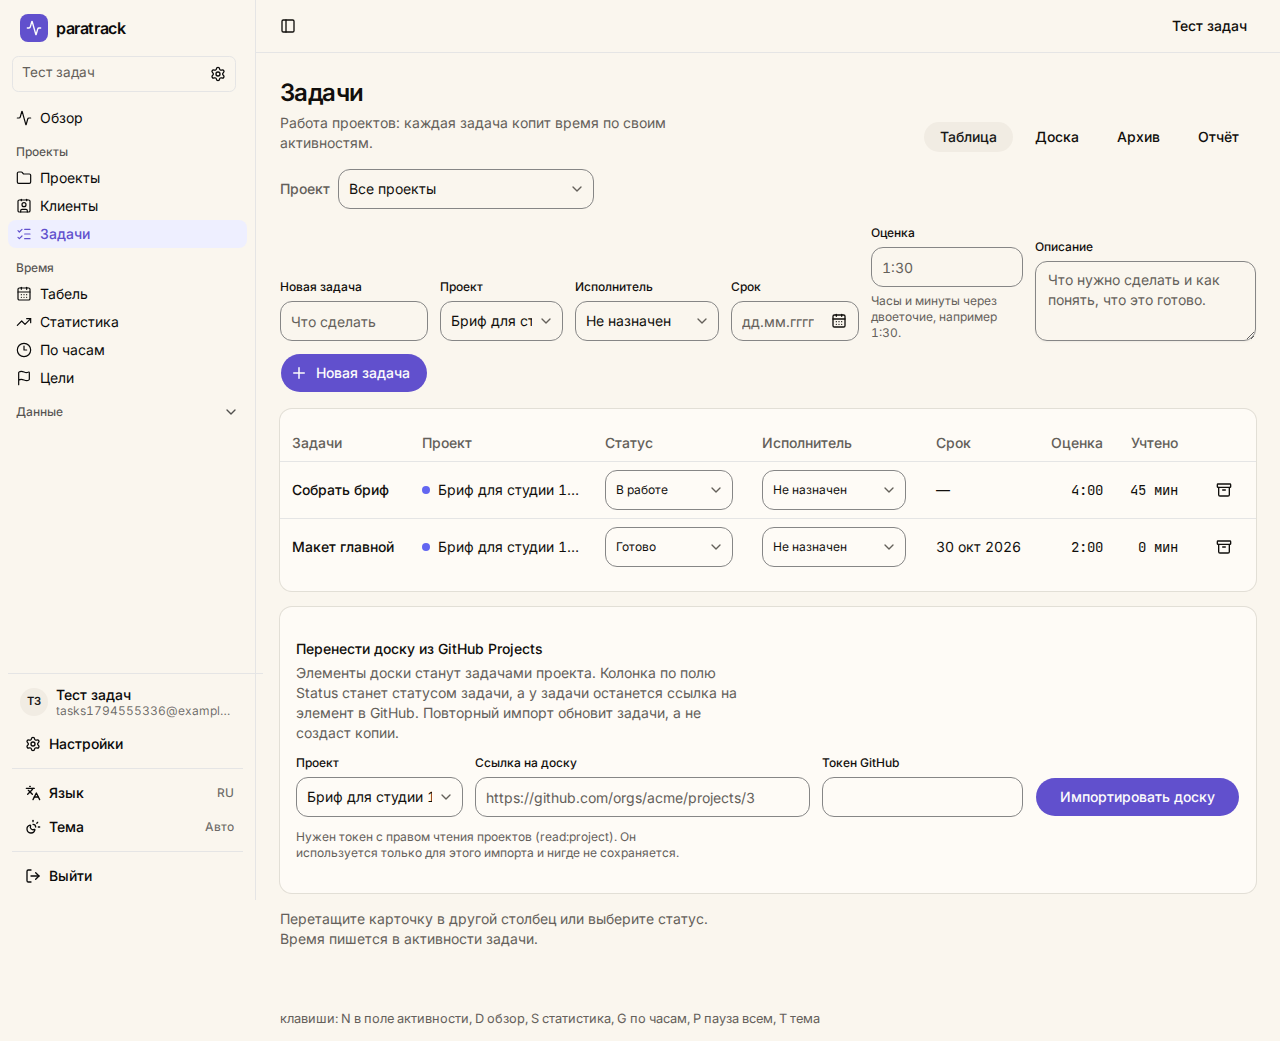 paratrack
Тест задач
Тест задач
Обзор
Проекты
Проекты
Клиенты
Задачи
Время
Табель
Статистика
По часам
Цели
Данные
ТЗ
Тест задач
tasks1794555336@exampl...
Настройки
Язык RU
Тема Авто
Выйти
Задачи
Работа проектов: каждая задача копит время по своим
активностям.
Таблица Доска Архив Отчёт
Проект Все проекты
Новая задача Проект Исполнитель Срок Оценка Описание
Что сделать Бриф для ст Не назначен дд.мм.гггг 1:30 Что нужно сделать и как
понять, что это готово.
Часы и минуты через
двоеточие, например
1:30.
Новая задача
Задачи Проект Статус Исполнитель Срок Оценка Учтено
Собрать бриф Бриф для студии 1... В работе Не назначен — 4:00 45 мин
Макет главной Бриф для студии 1... Готово Не назначен 30 окт 2026 2:00 0 мин
Перенести доску из GitHub Projects
Элементы доски станут задачами проекта. Колонка по полю
Status станет статусом задачи, а у задачи останется ссылка на
элемент в GitHub. Повторный импорт обновит задачи, а не
создаст копии.
Проект Ссылка на доску Токен GitHub
Бриф для студии 1 https://github.com/orgs/acme/projects/3 Импортировать доску
Нужен токен с правом чтения проектов (read:project). Он
используется только для этого импорта и нигде не сохраняется.
Перетащите карточку в другой столбец или выберите статус.
Время пишется в активности задачи.
клавиши: N в поле активности, D обзор, S статистика, G по часам, P пауза всем, T тема